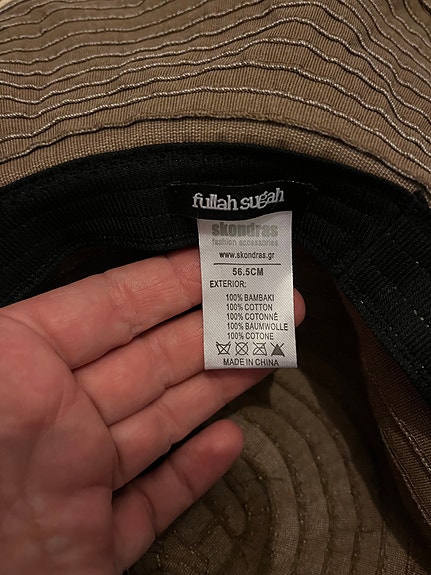 fullah sugah
skondras
fashion accessories
www.skondras.gr
56.5CM
EXTERIOR:
100% BAMBAKI
100% COTTON
100% COTONNÉ
100% BAUMWOLLE
100% COTONE
MADE IN CHINA